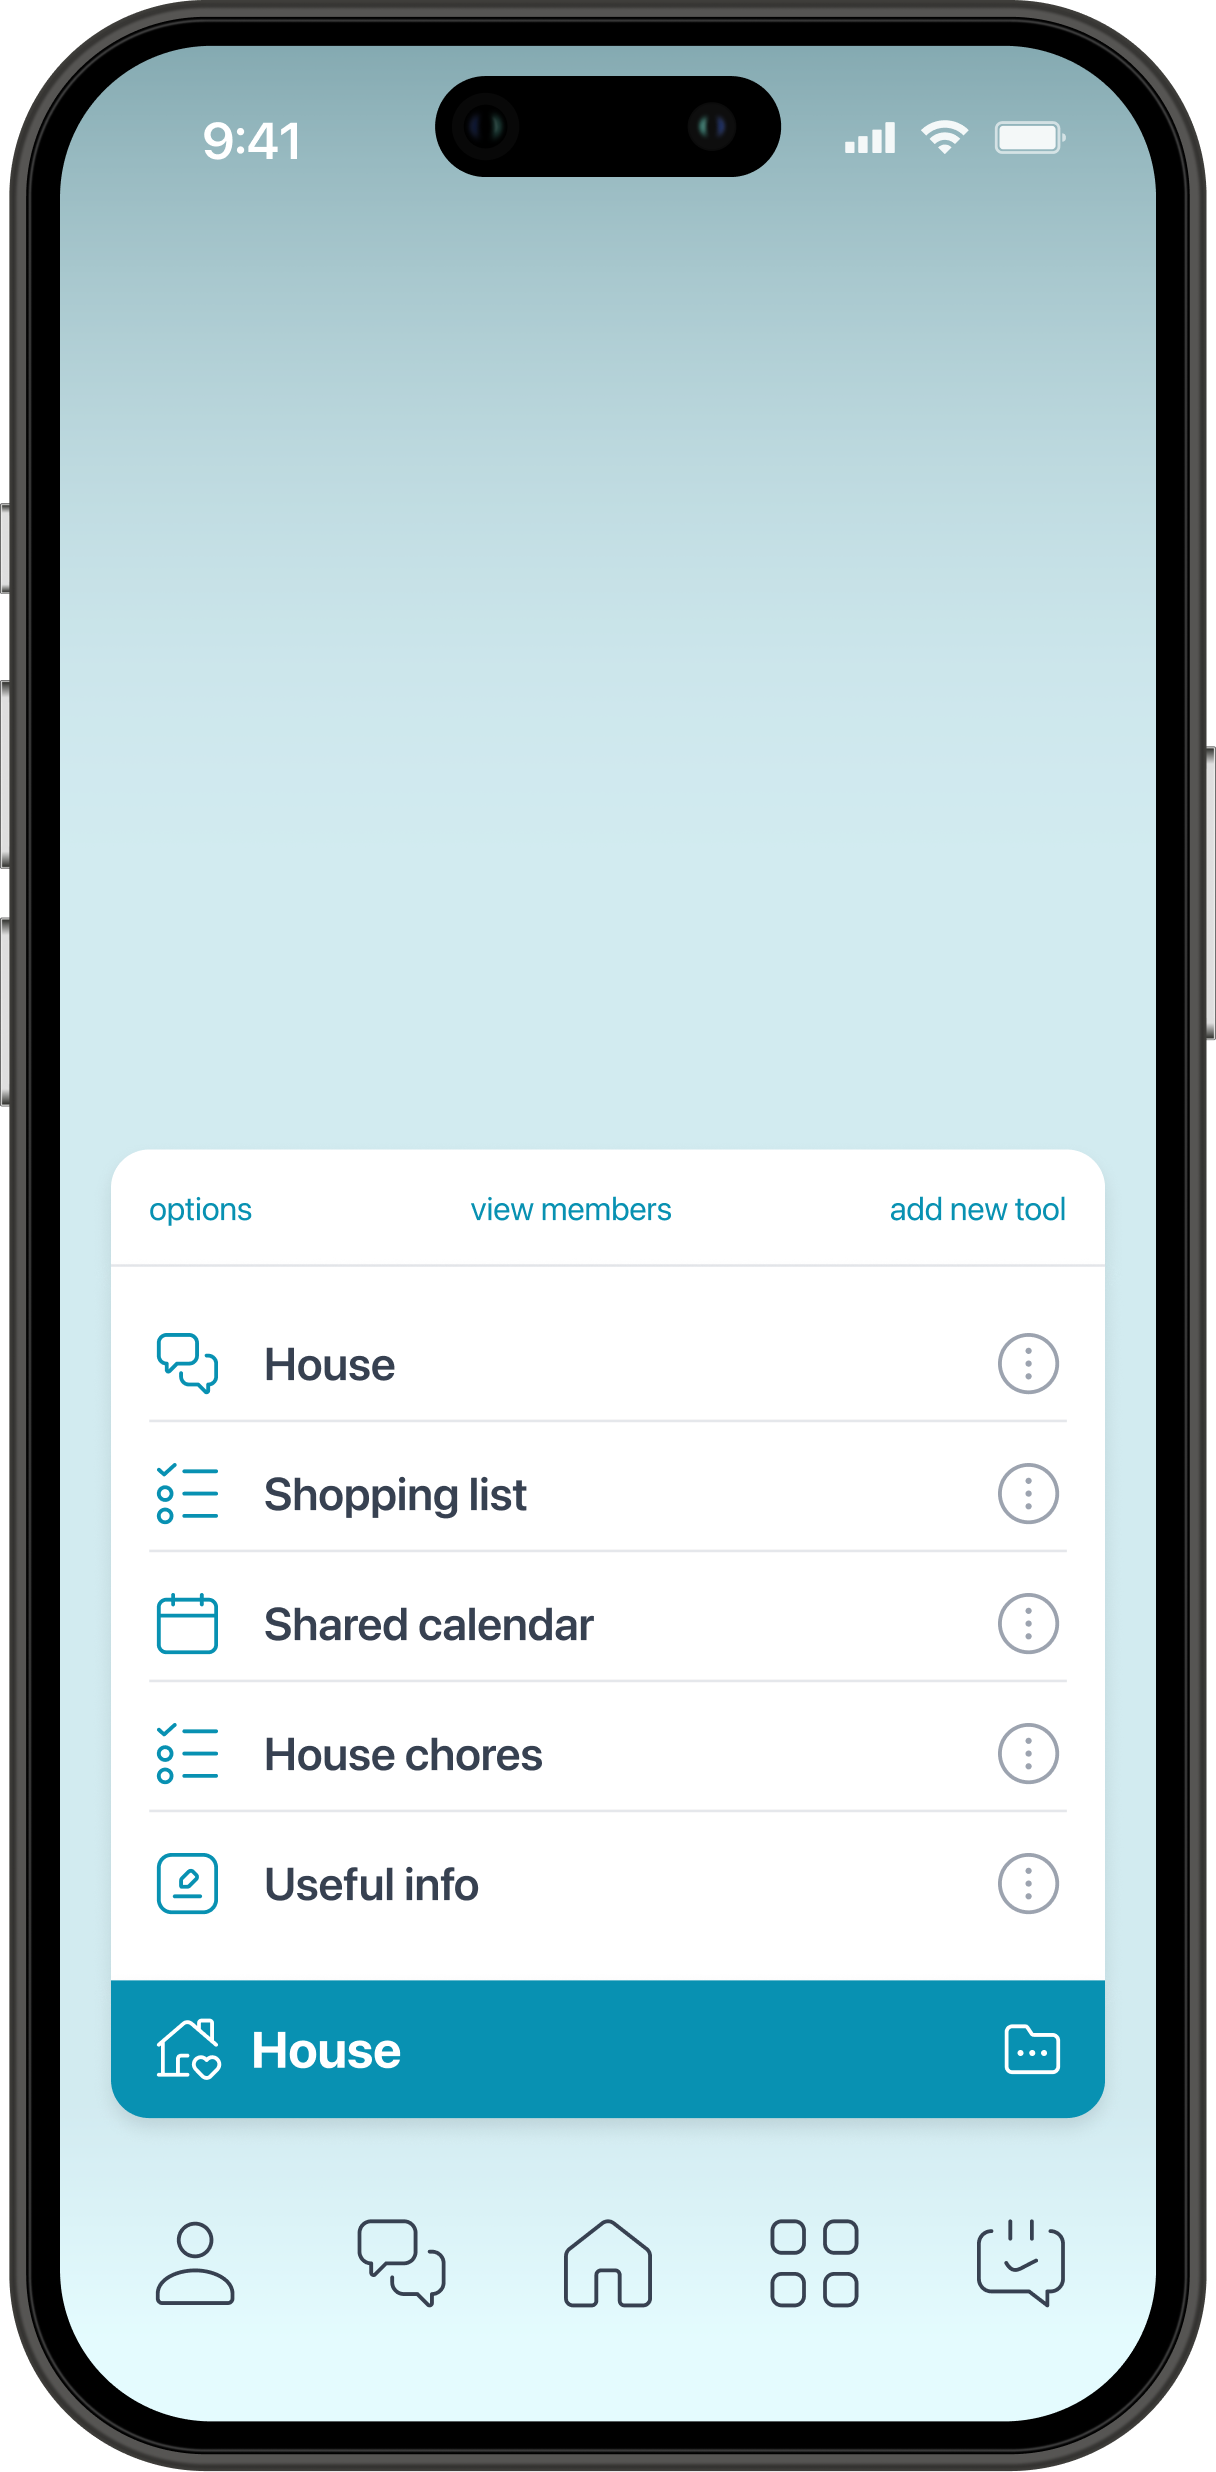 9:41
options view members add new tool
House
Shopping list
Shared calendar
House chores
Useful info
House